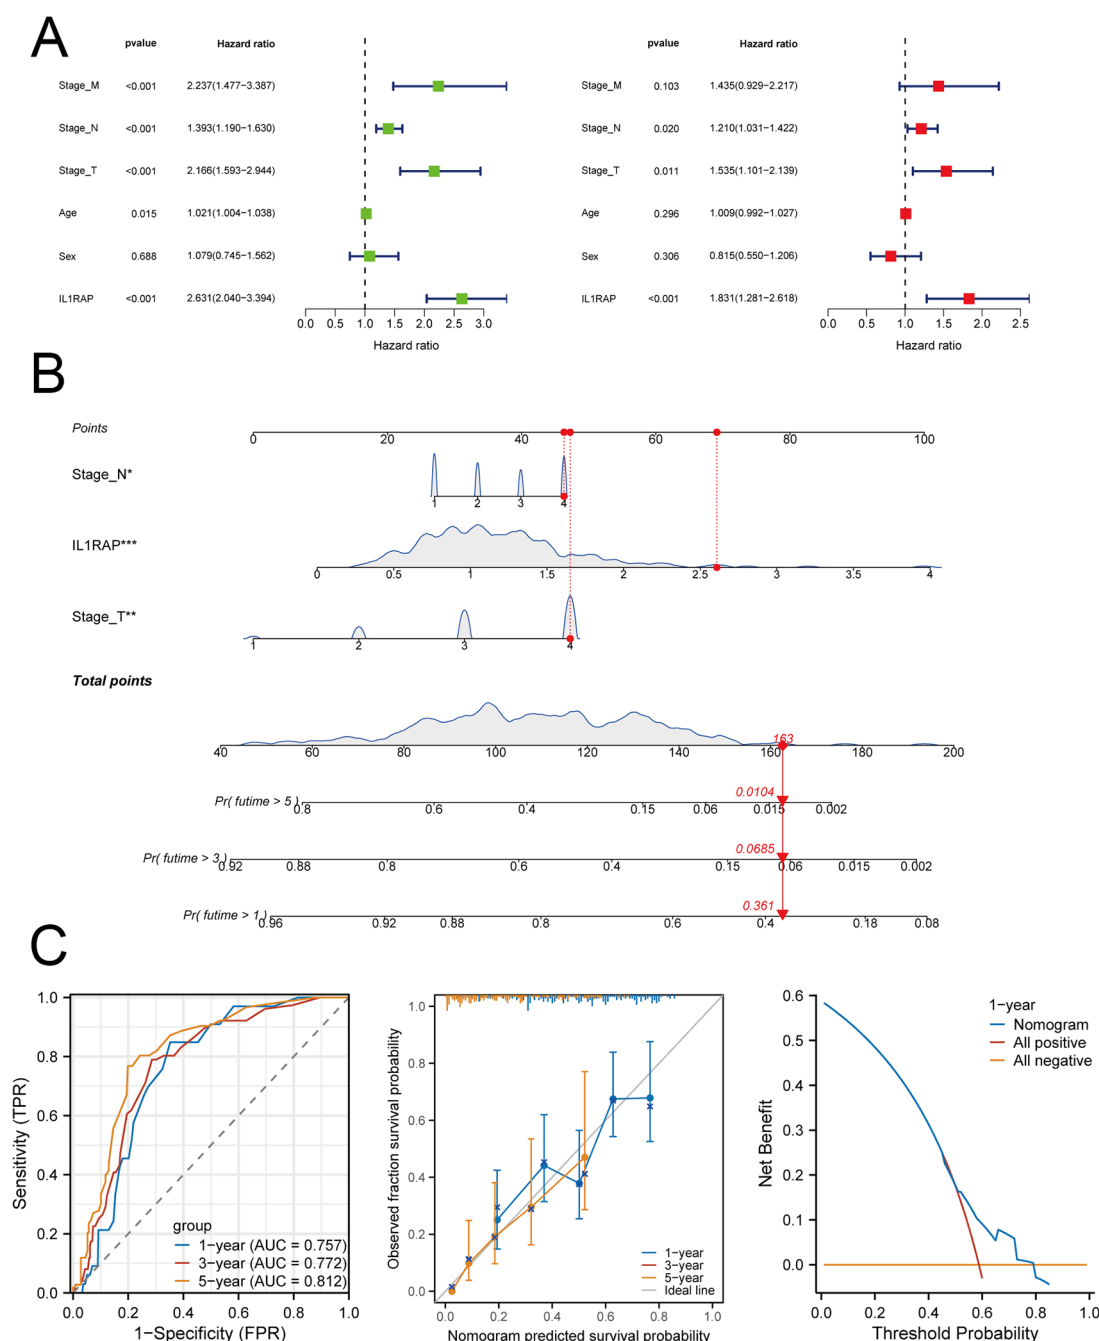 A
pvalue Hazard ratio
Stage_M <0.001 2.237(1.477−3.387)
Stage_N <0.001 1.393(1.190−1.630)
Stage_T <0.001 2.166(1.593−2.944)
Age 0.015 1.021(1.004−1.038)
Sex 0.688 1.079(0.745−1.562)
IL1RAP <0.001 2.631(2.040−3.394)
0.0 0.5 1.0 1.5 2.0 2.5 3.0
Hazard ratio
pvalue Hazard ratio
Stage_M 0.103 1.435(0.929−2.217)
Stage_N 0.020 1.210(1.031−1.422)
Stage_T 0.011 1.535(1.101−2.139)
Age 0.296 1.009(0.992−1.027)
Sex 0.306 0.815(0.550−1.206)
IL1RAP <0.001 1.831(1.281−2.618)
0.0 0.5 1.0 1.5 2.0 2.5
Hazard ratio
B
Points
0 20 40 60 80 100
Stage_N*
1 2 3 4
IL1RAP***
0 0.5 1 1.5 2 2.5 3 3.5 4
Stage_T**
1 2 3 4
Total points
163
40 60 80 100 120 140 160 180 200
0.0104
Pr( futime > 5 )
0.8 0.6 0.4 0.15 0.06 0.015 0.002
0.0685
Pr( futime > 3 )
0.92 0.88 0.8 0.6 0.4 0.15 0.06 0.015 0.002
0.361
Pr( futime > 1 )
0.96 0.92 0.88 0.8 0.6 0.4 0.18 0.08
C
Sensitivity (TPR)
1.0
0.8
0.6
0.4
0.2
0.0
group
1−year (AUC = 0.757)
3−year (AUC = 0.772)
5−year (AUC = 0.812)
0.0 0.2 0.4 0.6 0.8 1.0
1−Specificity (FPR)
Observed fraction survival probability
1.0
0.8
0.6
0.4
0.2
0.0
1−year
3−year
5−year
Ideal line
0.0 0.2 0.4 0.6 0.8 1.0
Nomogram predicted survival probability
Net Benefit
0.6
0.5
0.4
0.3
0.2
0.1
0.0
1−year
Nomogram
All positive
All negative
0.0 0.2 0.4 0.6 0.8 1.0
Threshold Probability